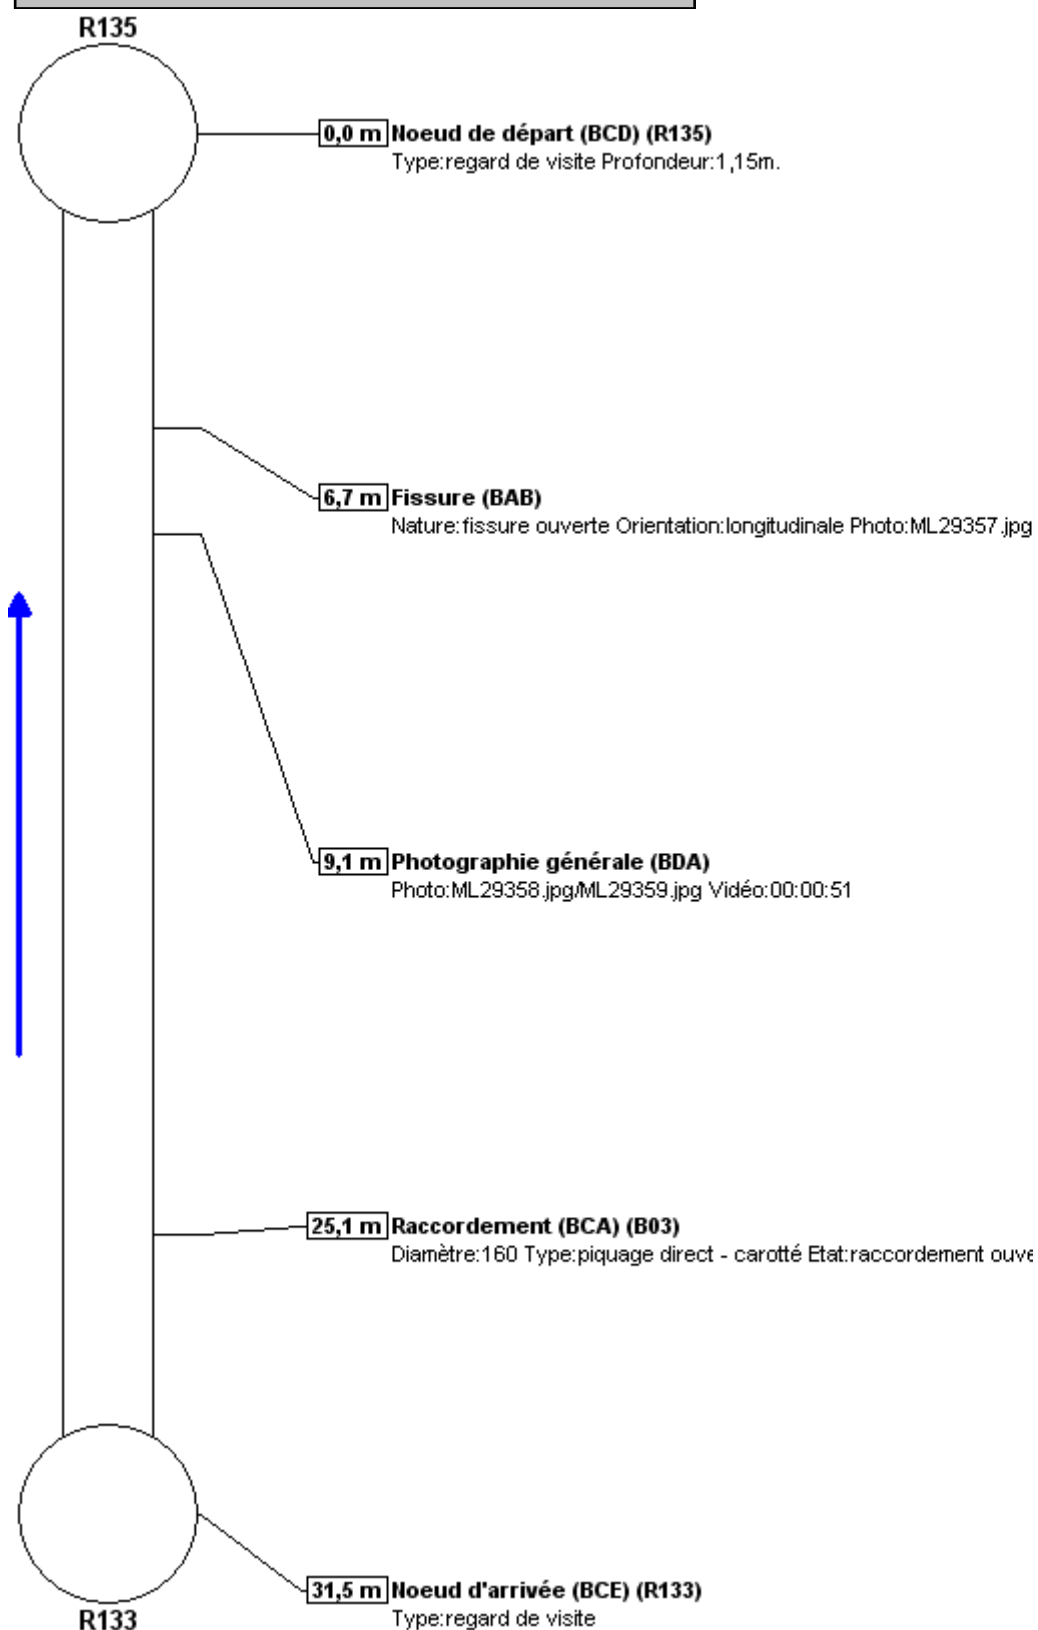 R135
0,0 m Noeud de départ (BCD) (R135)
Type:regard de visite Profondeur:1,15m.
6,7 m Fissure (BAB)
Nature:fissure ouverte Orientation:longitudinale Photo:ML29357.jpg
9,1 m Photographie générale (BDA)
Photo:ML29358.jpg/ML29359.jpg Vidéo:00:00:51
25,1 m Raccordement (BCA) (B03)
Diamètre:160 Type:piquage direct - carotté Etat:raccordement ouve
31,5 m Noeud d'arrivée (BCE) (R133)
Type:regard de visite
R133